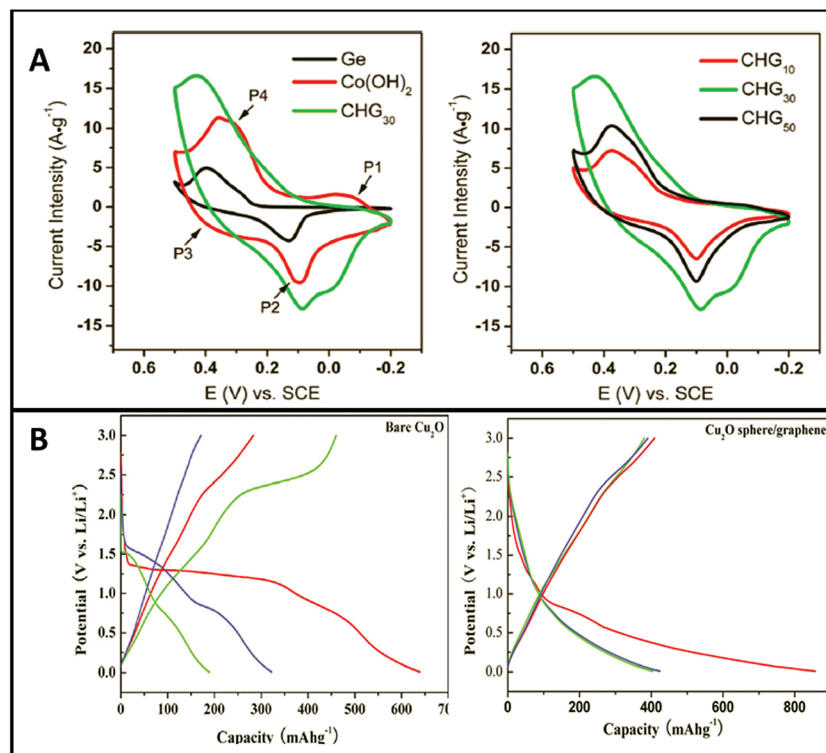 A
Ge
Co(OH)₂
CHG₃₀
P4
P1
P3
P2
20
15
10
5
0
-5
-10
-15
Current Intensity (A•g⁻¹)
0.6 0.4 0.2 0.0 -0.2
E (V) vs. SCE
CHG₁₀
CHG₃₀
CHG₅₀
20
15
10
5
0
-5
-10
-15
Current Intensity (A•g⁻¹)
0.6 0.4 0.2 0.0 -0.2
E (V) vs. SCE
B
Bare Cu₂O
3.0
2.5
2.0
1.5
1.0
0.5
0.0
Potential (V vs. Li/Li⁺)
0 100 200 300 400 500 600
Capacity (mAhg⁻¹)
Cu₂O sphere/graphene
3.0
2.5
2.0
1.5
1.0
0.5
0.0
Potential (V vs. Li/Li⁺)
0 200 400 600 800
Capacity (mAhg⁻¹)